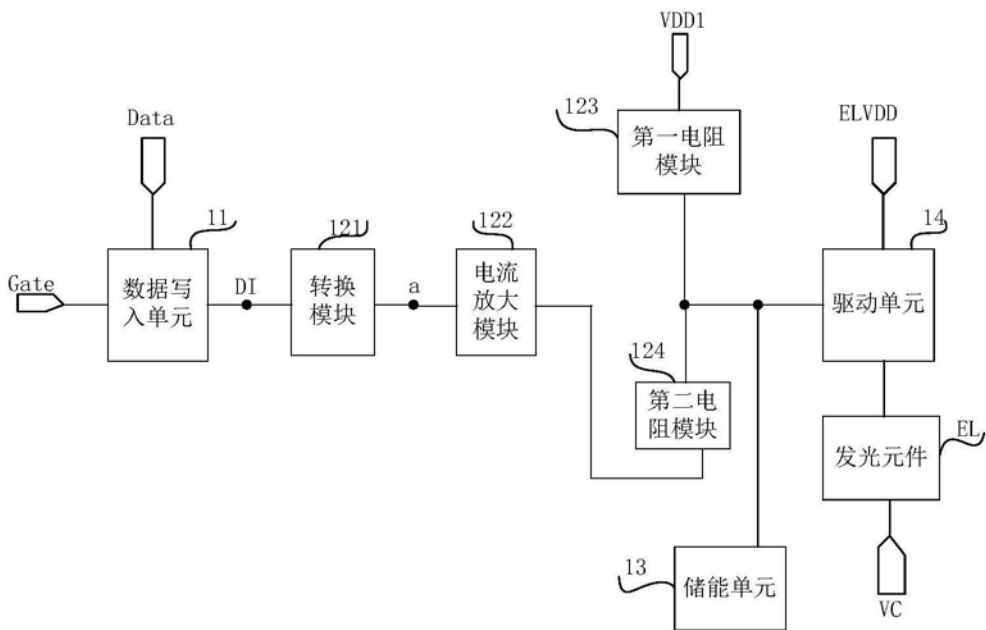 VDD1
123
第一电阻
模块
Data
ELVDD
11
121
122
14
Gate
数据写
入单元
DI
转换
模块
a
电流
放大
模块
驱动单元
124
第二电
阻模块
发光元件
EL
13
储能单元
VC